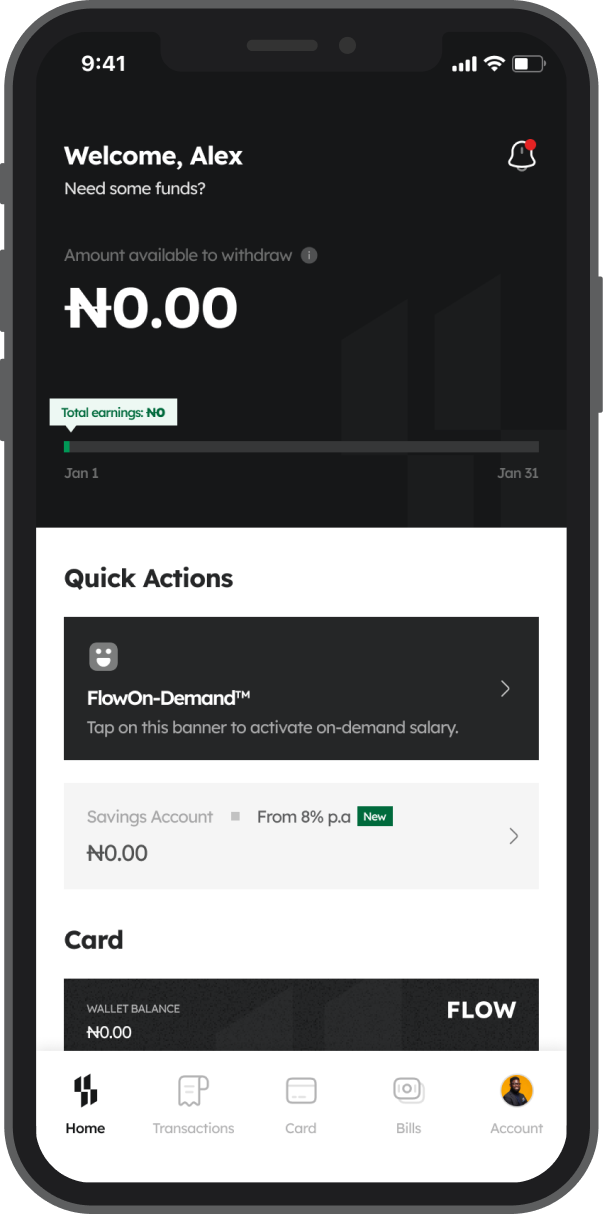 9:41
Welcome, Alex
Need some funds?
Amount available to withdraw
₦0.00
Total earnings: ₦0
Jan 1 Jan 31
Quick Actions
FlowOn-Demand™
Tap on this banner to activate on-demand salary.
Savings Account From 8% p.a New
₦0.00
Card
WALLET BALANCE FLOW
₦0.00
Home Transactions Card Bills Account